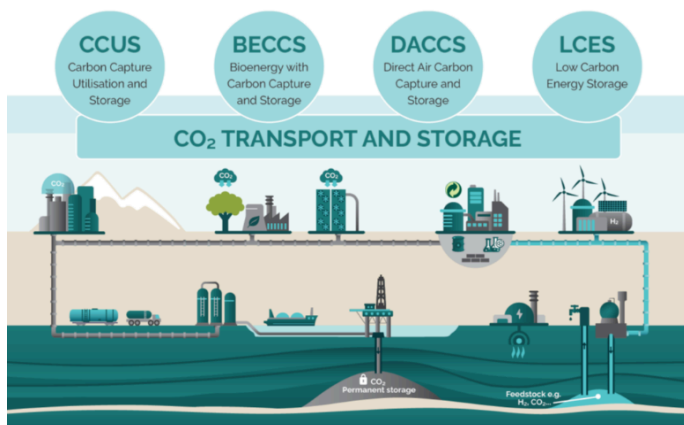 CCUS
Carbon Capture
Utilisation and
Storage
BECCS
Bioenergy with
Carbon Capture
and Storage
DACCS
Direct Air Carbon
Capture and
Storage
LCES
Low Carbon
Energy Storage
CO₂ TRANSPORT AND STORAGE
CO₂
CO₂
CO₂
H₂
CO₂
Permanent storage
Feedstock e.g.
H₂, CO₂...